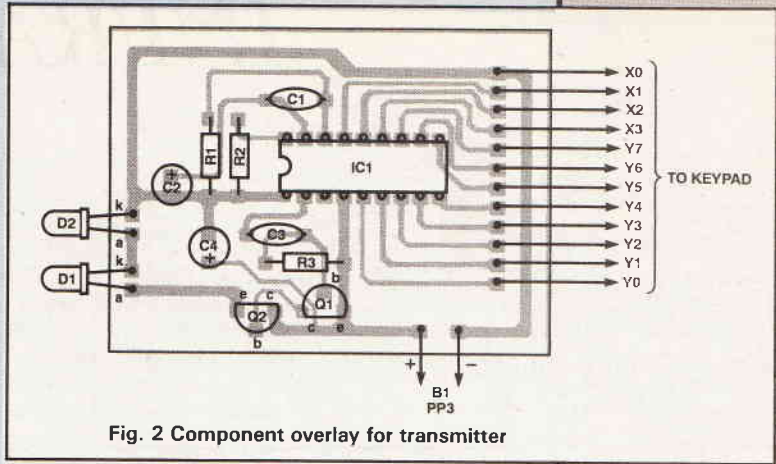 X0
X1
X2
X3
Y7
Y6
Y5
Y4
Y3
Y2
Y1
Y0
TO KEYPAD
C1
R1
R2
IC1
C2
+
k
D2
a
C4
+
C3
R3
k
D1
a
b
Q1
e
c
Q2
b
c
e
+
−
B1
PP3
Fig. 2 Component overlay for transmitter